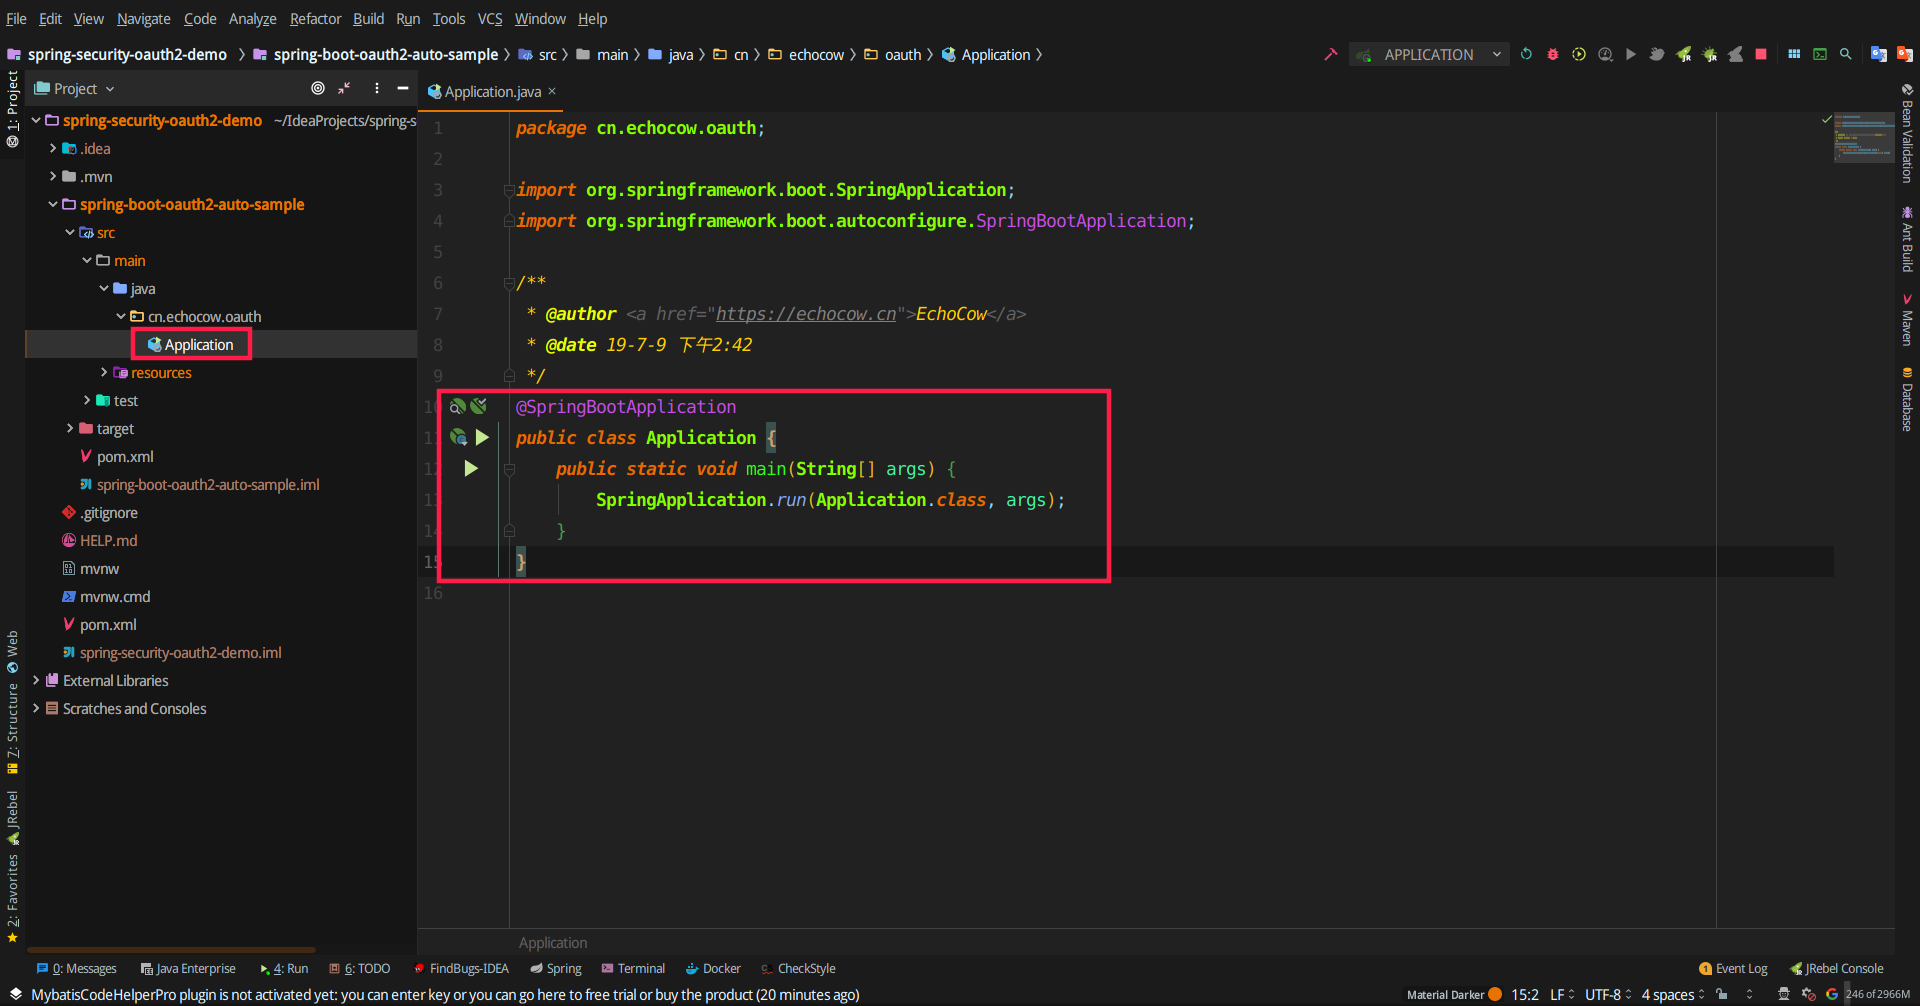 File Edit View Navigate Code Analyze Refactor Build Run Tools VCS Window Help
spring-security-oauth2-demo spring-boot-oauth2-auto-sample src main java cn echocow oauth Application APPLICATION
1: Project
Project
Application.java
spring-security-oauth2-demo ~/IdeaProjects/spring-s
.idea
.mvn
spring-boot-oauth2-auto-sample
src
main
java
cn.echocow.oauth
Application
resources
test
target
pom.xml
spring-boot-oauth2-auto-sample.iml
.gitignore
HELP.md
mvnw
mvnw.cmd
pom.xml
spring-security-oauth2-demo.iml
External Libraries
Scratches and Consoles
Web
7: Structure
JRebel
2: Favorites
1 package cn.echocow.oauth;
2
3 import org.springframework.boot.SpringApplication;
4 import org.springframework.boot.autoconfigure.SpringBootApplication;
5
6 /**
7 * @author <a href="https://echocow.cn">EchoCow</a>
8 * @date 19-7-9 下午2:42
9 */
10 @SpringBootApplication
11 public class Application {
12 public static void main(String[] args) {
13 SpringApplication.run(Application.class, args);
14 }
15 }
16
Application
Bean Validation
Ant Build
Maven
Database
0: Messages Java Enterprise 4: Run 6: TODO FindBugs-IDEA Spring Terminal Docker CheckStyle 1 Event Log JRebel Console
MybatisCodeHelperPro plugin is not activated yet: you can enter key or you can go here to free trial or buy the product (20 minutes ago) Material Darker 15:2 LF UTF-8 4 spaces 246 of 2966M